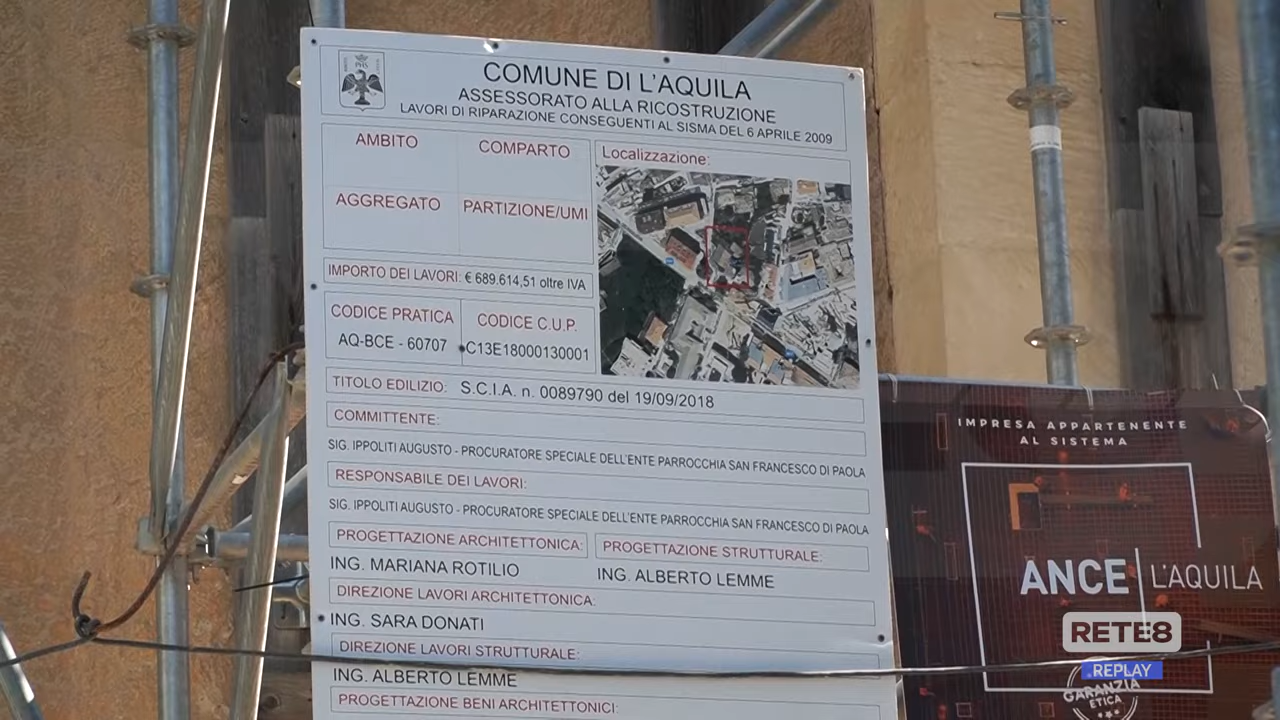 COMUNE DI L'AQUILA
ASSESSORATO ALLA RICOSTRUZIONE
LAVORI DI RIPARAZIONE CONSEGUENTI AL SISMA DEL 6 APRILE 2009
AMBITO
COMPARTO
AGGREGATO
PARTIZIONE/UMI
Localizzazione:
IMPORTO DEI LAVORI: € 689.614,51 oltre IVA
CODICE PRATICA
AQ-BCE - 60707
CODICE C.U.P.
C13E18000130001
TITOLO EDILIZIO: S.C.I.A. n. 0089790 del 19/09/2018
COMMITTENTE:
SIG. IPPOLITI AUGUSTO - PROCURATORE SPECIALE DELL'ENTE PARROCCHIA SAN FRANCESCO DI PAOLA
RESPONSABILE DEI LAVORI:
SIG. IPPOLITI AUGUSTO - PROCURATORE SPECIALE DELL'ENTE PARROCCHIA SAN FRANCESCO DI PAOLA
PROGETTAZIONE ARCHITETTONICA:
ING. MARIANA ROTILIO
PROGETTAZIONE STRUTTURALE:
ING. ALBERTO LEMME
DIREZIONE LAVORI ARCHITETTONICA:
ING. SARA DONATI
DIREZIONE LAVORI STRUTTURALE:
ING. ALBERTO LEMME
PROGETTAZIONE BENI ARCHITETTONICI:
IMPRESA APPARTENENTE
AL SISTEMA
ANCE L'AQUILA
RETE8
REPLAY
GARANZIA
ETICA